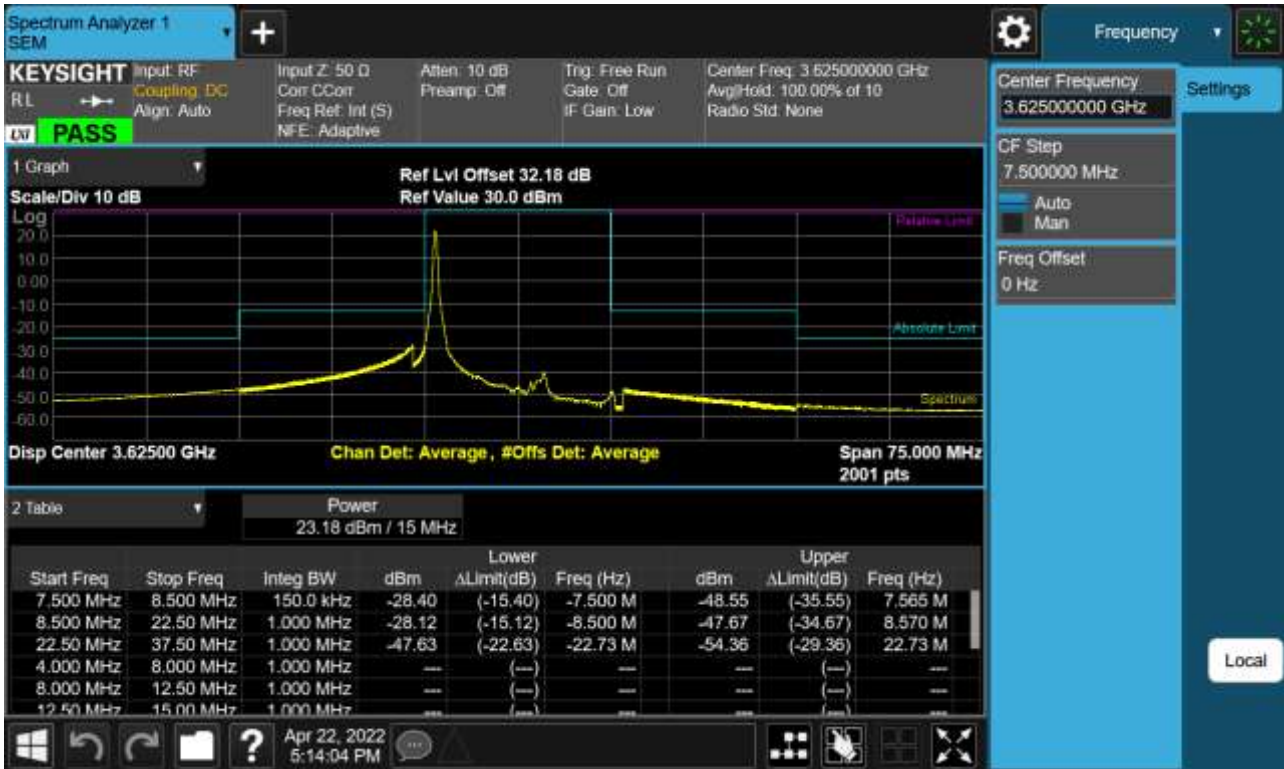 Spectrum Analyzer 1
SEM
Frequency
KEYSIGHT
RL
PASS
Input: RF
Coupling: DC
Align: Auto
Input Z: 50 Ω
Corr CCorr
Freq Ref: Int (S)
NFE: Adaptive
Atten: 10 dB
Preamp: Off
Trig: Free Run
Gate: Off
IF Gain: Low
Center Freq: 3.625000000 GHz
Avg|Hold: 100.00% of 10
Radio Std: None
Center Frequency
3.625000000 GHz
Settings
CF Step
7.500000 MHz
Auto
Man
Freq Offset
0 Hz
Local
1 Graph
Scale/Div 10 dB
Ref Lvl Offset 32.18 dB
Ref Value 30.0 dBm
Log
20.0
10.0
0.00
-10.0
-20.0
-30.0
-40.0
-50.0
-60.0
Relative Limit
Absolute Limit
Spectrum
Disp Center 3.62500 GHz
Chan Det: Average, #Offs Det: Average
Span 75.000 MHz
2001 pts
2 Table
Power
23.18 dBm / 15 MHz
Lower Upper
Start Freq Stop Freq Integ BW dBm ΔLimit(dB) Freq (Hz) dBm ΔLimit(dB) Freq (Hz)
7.500 MHz 8.500 MHz 150.0 kHz -28.40 (-15.40) -7.500 M -48.55 (-35.55) 7.565 M
8.500 MHz 22.50 MHz 1.000 MHz -28.12 (-15.12) -8.500 M -47.67 (-34.67) 8.570 M
22.50 MHz 37.50 MHz 1.000 MHz -47.63 (-22.63) -22.73 M -54.36 (-29.36) 22.73 M
4.000 MHz 8.000 MHz 1.000 MHz --- (---) --- --- (---) ---
8.000 MHz 12.50 MHz 1.000 MHz --- (---) --- --- (---) ---
12.50 MHz 15.00 MHz 1.000 MHz --- (---) --- --- (---) ---
?
Apr 22, 2022
5:14:04 PM